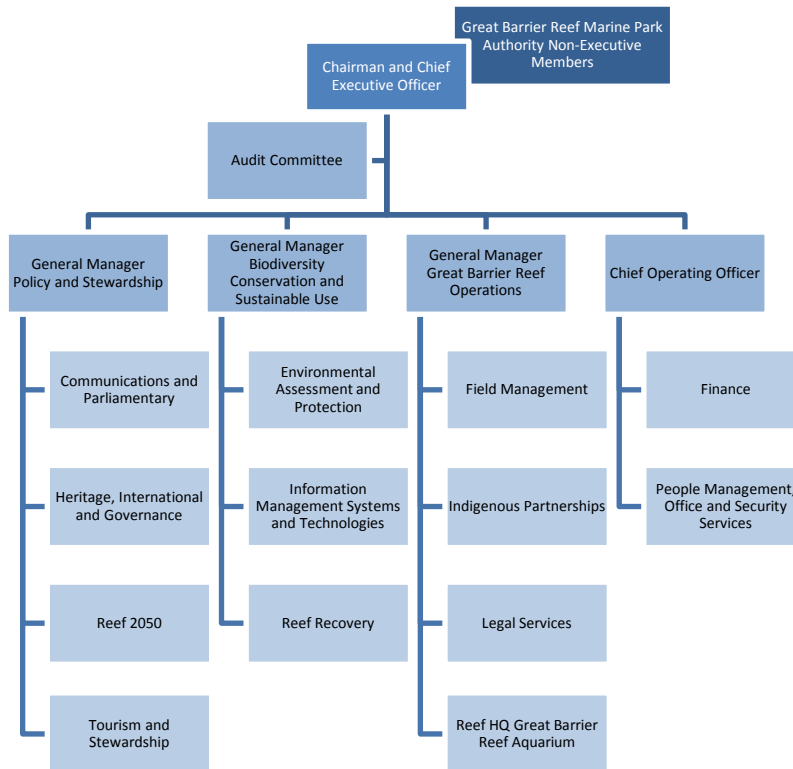 Great Barrier Reef Marine Park
Authority Non-Executive
Members
Chairman and Chief
Executive Officer
Audit Committee
General Manager
Policy and Stewardship
General Manager
Biodiversity
Conservation and
Sustainable Use
General Manager
Great Barrier Reef
Operations
Chief Operating Officer
Communications and
Parliamentary
Environmental
Assessment and
Protection
Field Management
Finance
Heritage, International
and Governance
Information
Management Systems
and Technologies
Indigenous Partnerships
People Management,
Office and Security
Services
Reef 2050
Reef Recovery
Legal Services
Tourism and
Stewardship
Reef HQ Great Barrier
Reef Aquarium